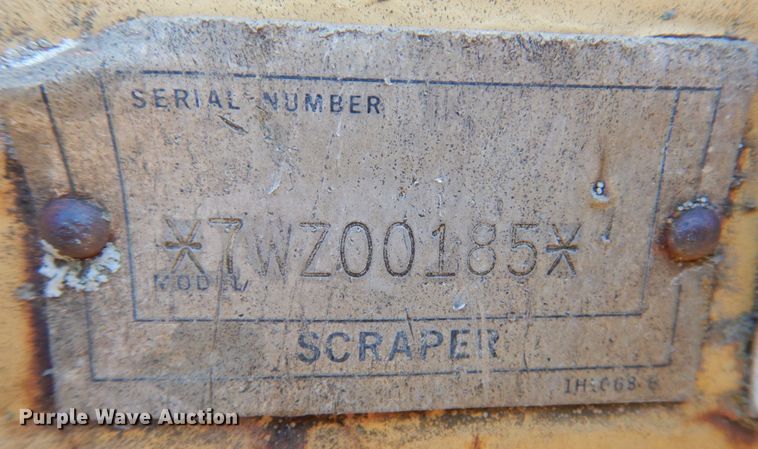 SERIAL NUMBER
*7WZ00185*
MODEL
SCRAPER
Purple Wave Auction